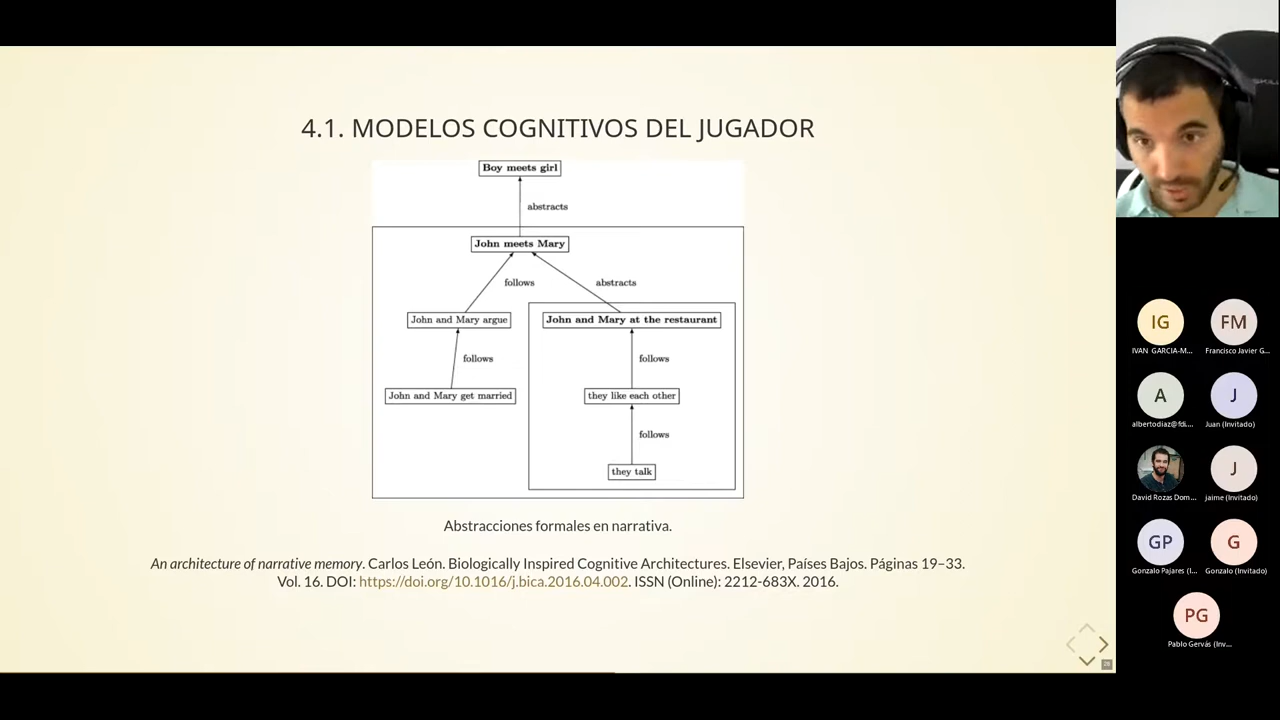 4.1. MODELOS COGNITIVOS DEL JUGADOR
Boy meets girl
abstracts
John meets Mary
follows
abstracts
John and Mary argue
John and Mary at the restaurant
follows
follows
John and Mary get married
they like each other
follows
they talk
Abstracciones formales en narrativa.
An architecture of narrative memory. Carlos León. Biologically Inspired Cognitive Architectures. Elsevier, Países Bajos. Páginas 19–33.
Vol. 16. DOI: https://doi.org/10.1016/j.bica.2016.04.002. ISSN (Online): 2212-683X. 2016.
IG
FM
IVAN GARCIA-M...
Francisco Javier G...
A
J
albertodiaz@fdi....
Juan (Invitado)
J
David Rozas Dom...
jaime (Invitado)
GP
G
Gonzalo Pajares (I...
Gonzalo (Invitado)
PG
Pablo Gervás (Inv...